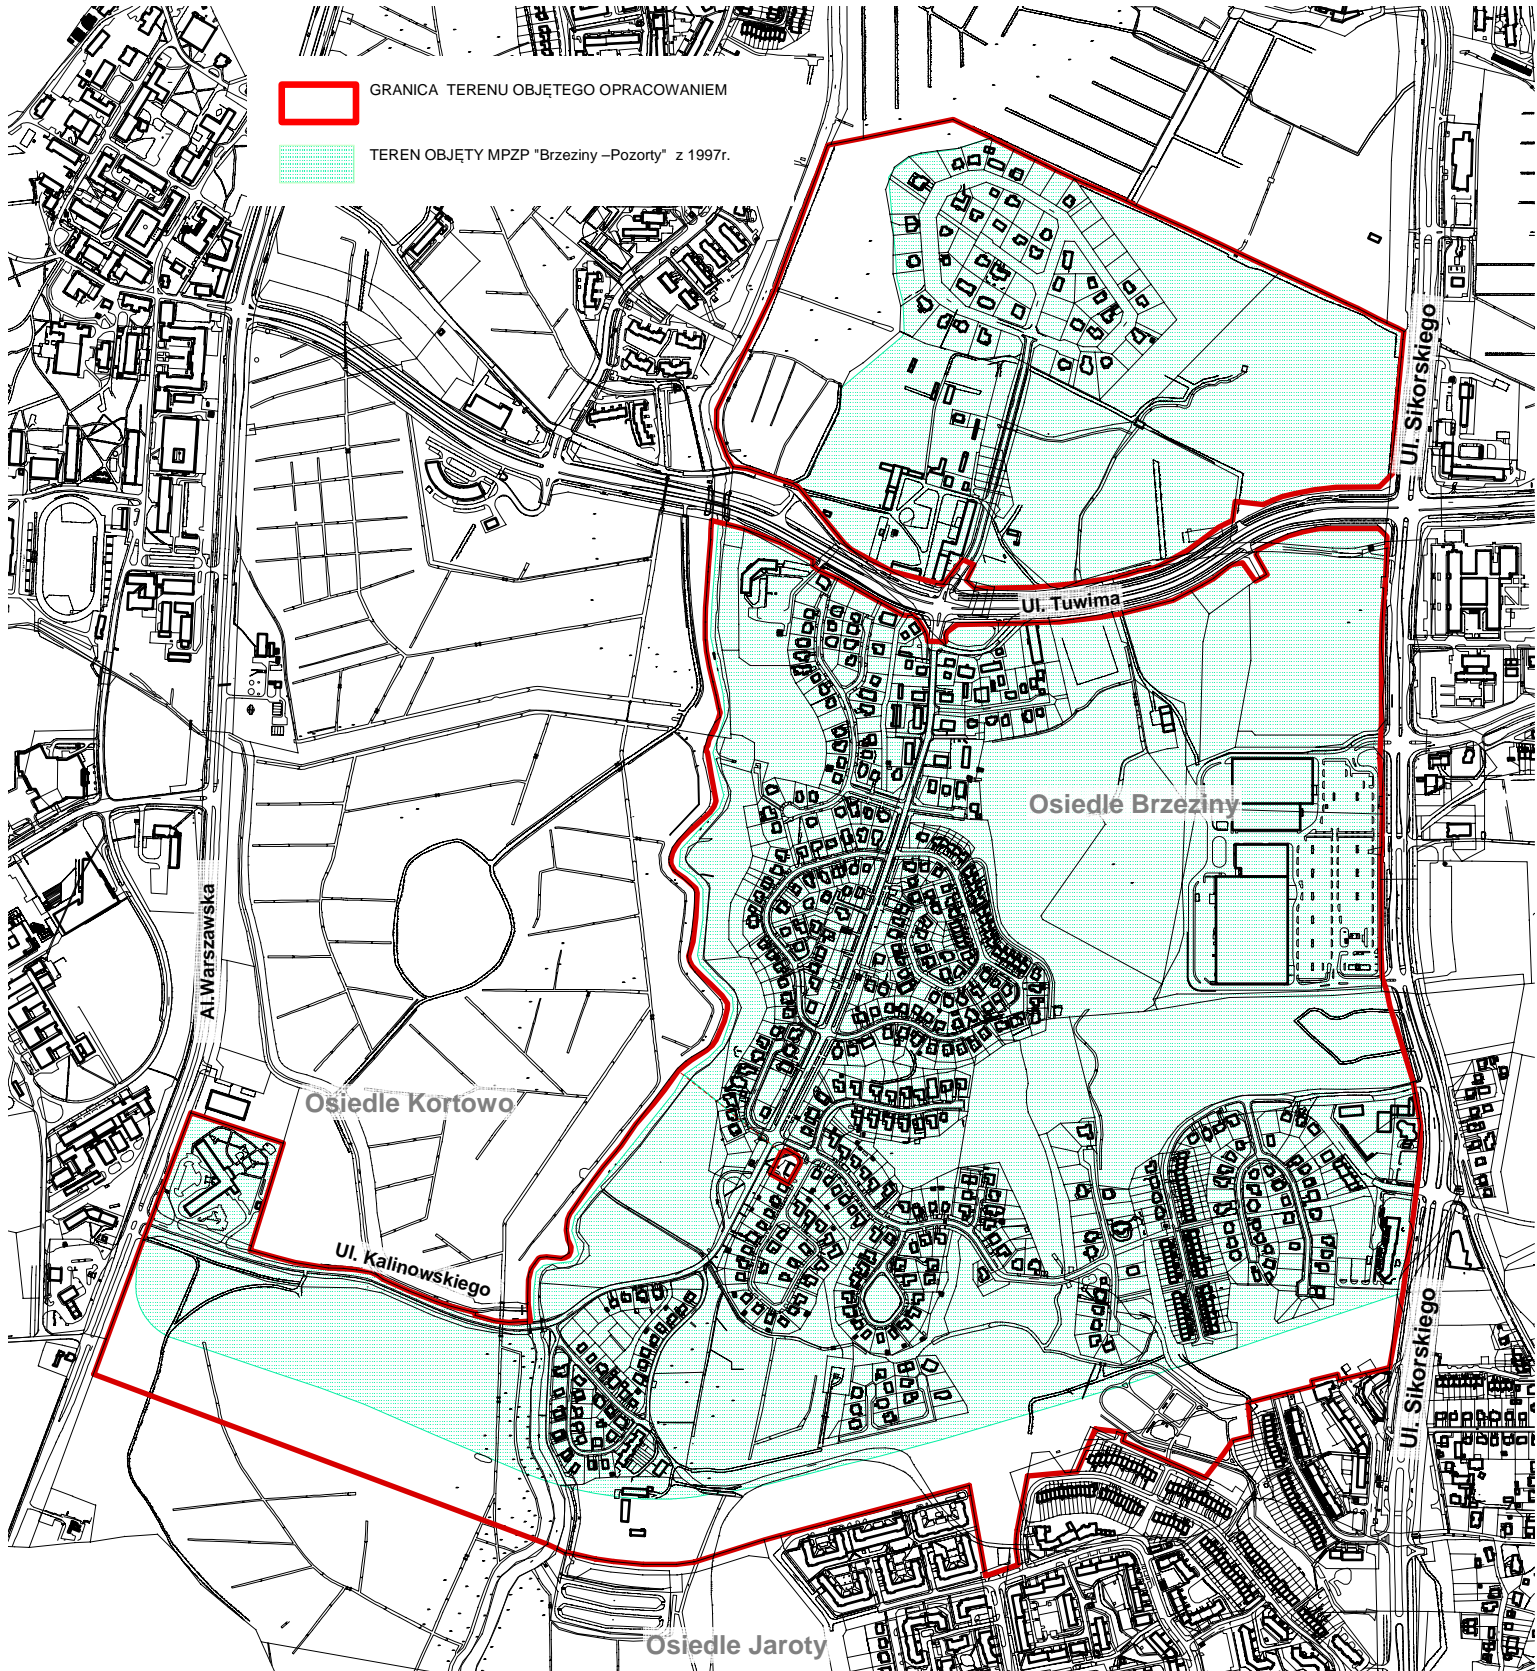 GRANICA TERENU OBJĘTEGO OPRACOWANIEM
TEREN OBJĘTY MPZP "Brzeziny –Pozorty" z 1997r.
Ul. Sikorskiego
Ul. Tuwima
Osiedle Brzeziny
Al.Warszawska
Osiedle Kortowo
Ul. Kalinowskiego
Ul. Sikorskiego
Osiedle Jaroty